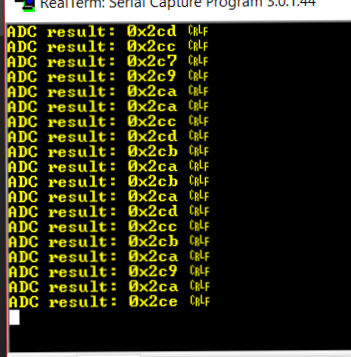 RealTerm: Serial Capture Program 3.0.1.44
ADC result: 0x2cd CRLF
ADC result: 0x2cc CRLF
ADC result: 0x2c7 CRLF
ADC result: 0x2c9 CRLF
ADC result: 0x2ca CRLF
ADC result: 0x2ca CRLF
ADC result: 0x2cc CRLF
ADC result: 0x2cd CRLF
ADC result: 0x2cb CRLF
ADC result: 0x2ca CRLF
ADC result: 0x2cb CRLF
ADC result: 0x2ca CRLF
ADC result: 0x2cd CRLF
ADC result: 0x2cc CRLF
ADC result: 0x2cb CRLF
ADC result: 0x2ca CRLF
ADC result: 0x2c9 CRLF
ADC result: 0x2ca CRLF
ADC result: 0x2ce CRLF